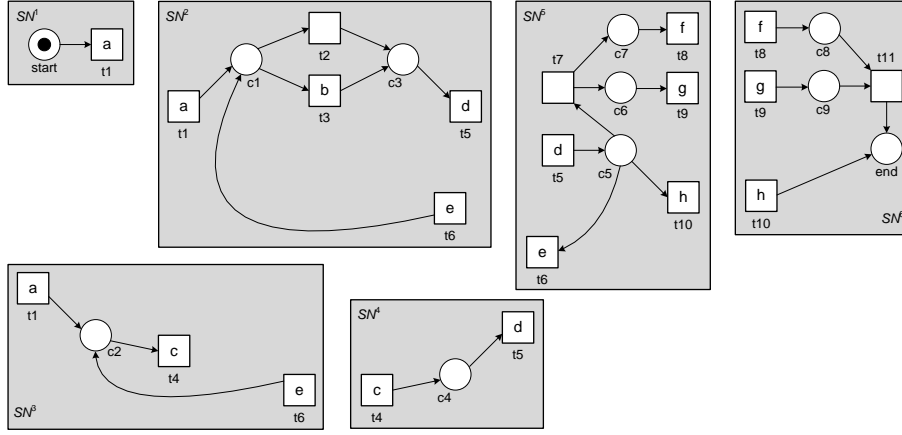 SN¹
start
a
t1
SN²
t2
c1
c3
a
t1
b
t3
d
t5
e
t6
SN⁵
t7
c7
f
t8
c6
g
t9
d
t5
c5
h
t10
e
t6
f
t8
c8
t11
g
t9
c9
end
h
t10
a
t1
c2
c
t4
e
t6
SN³
SN⁴
d
t5
c
t4
c4